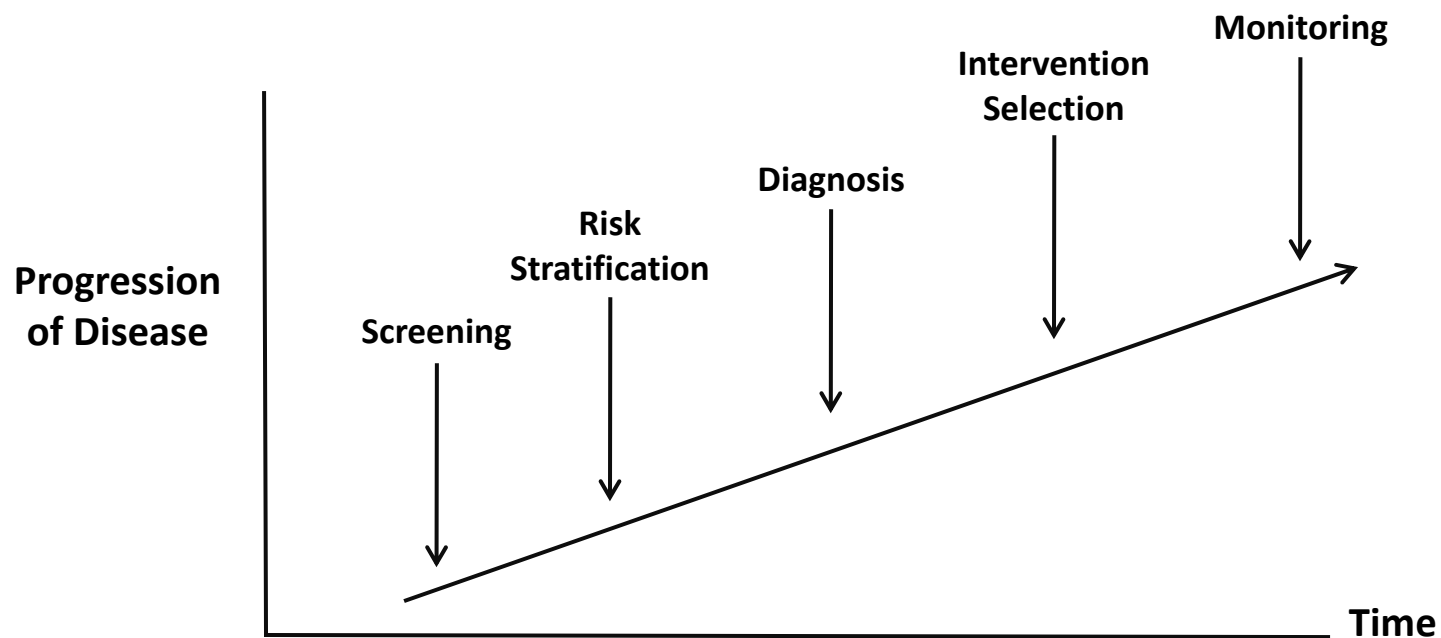 Monitoring
Intervention
Selection
Diagnosis
Risk
Stratification
Progression
of Disease
Screening
Time